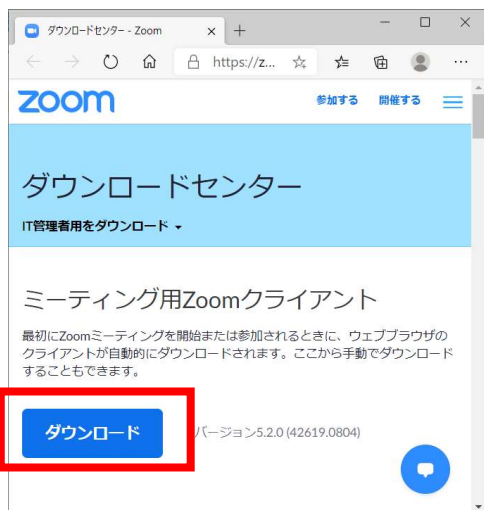 ダウンロードセンター - Zoom
https://z...
zoom
参加する 開催する
ダウンロードセンター
IT管理者用をダウンロード
ミーティング用Zoomクライアント
最初にZoomミーティングを開始または参加されるときに、ウェブブラウザの
クライアントが自動的にダウンロードされます。ここから手動でダウンロード
することもできます。
ダウンロード バージョン5.2.0 (42619.0804)